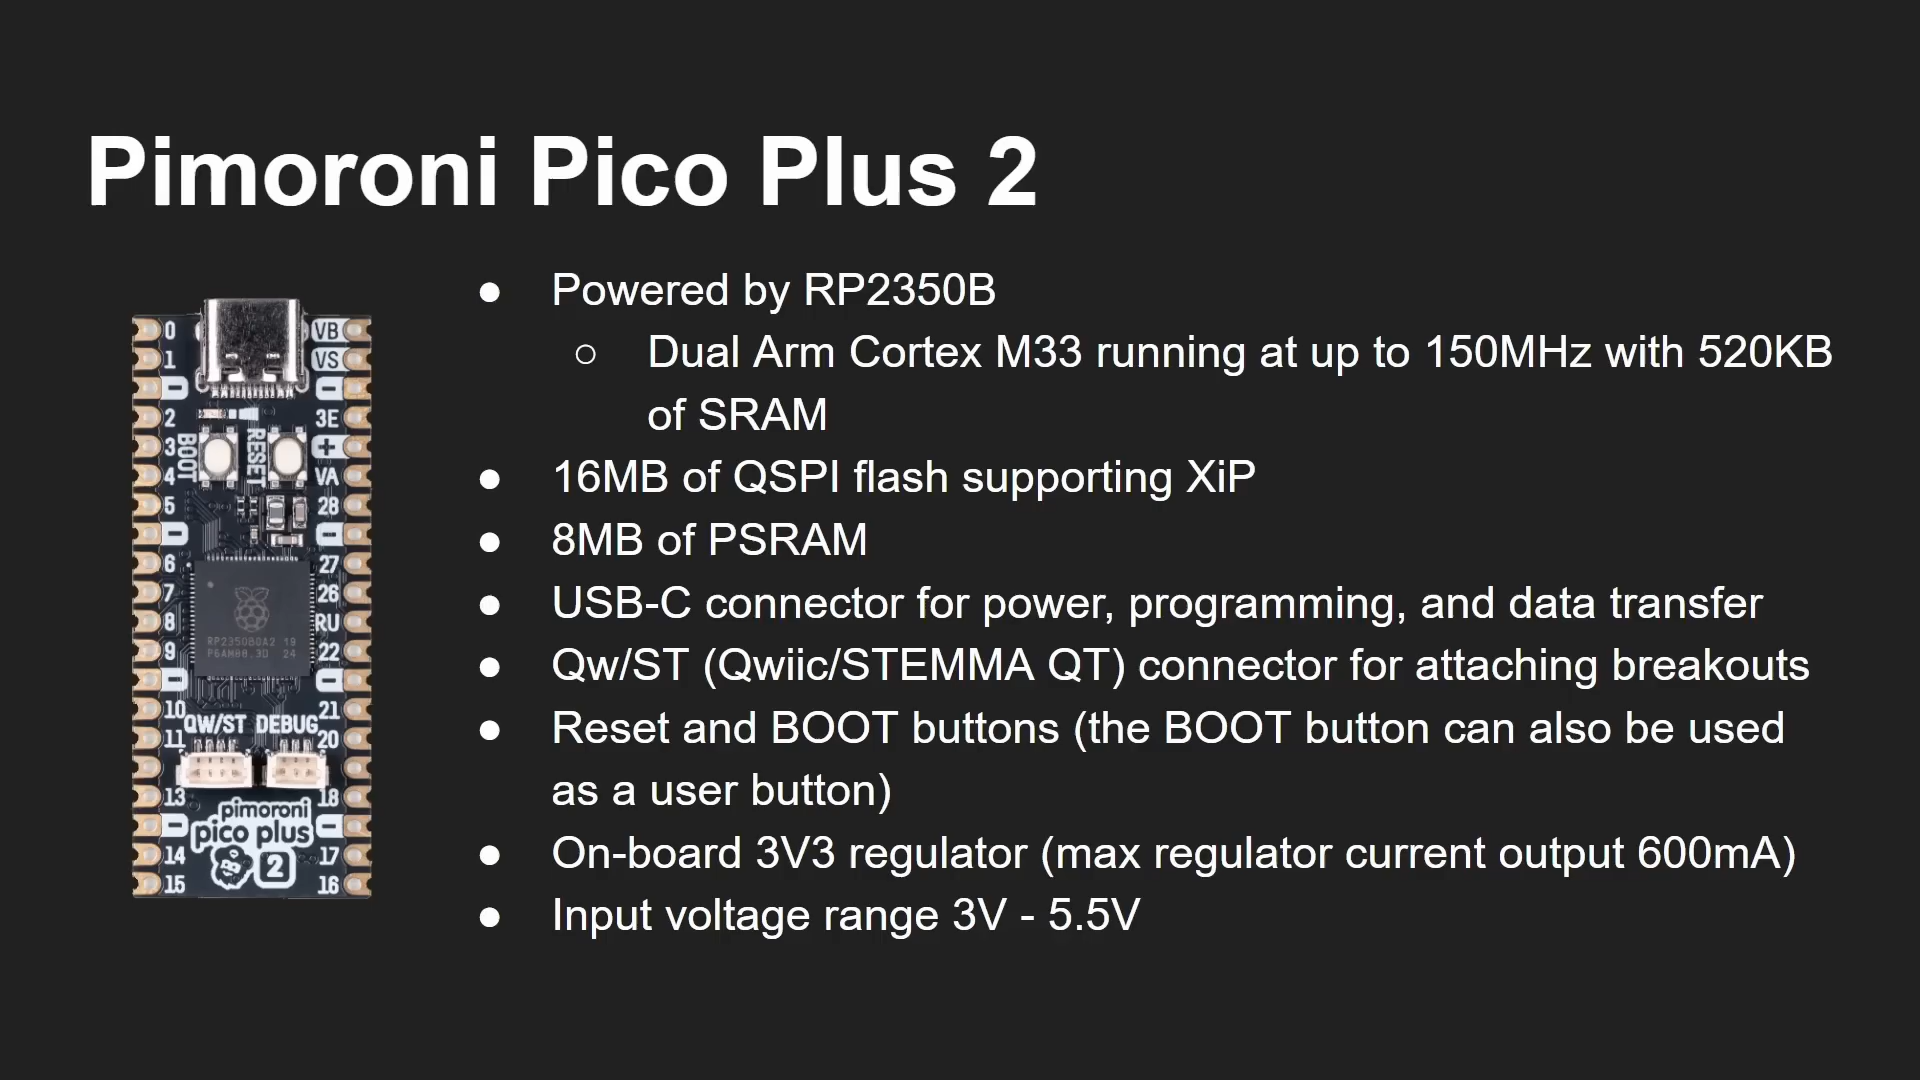 Pimoroni Pico Plus 2
● Powered by RP2350B
○ Dual Arm Cortex M33 running at up to 150MHz with 520KB
of SRAM
● 16MB of QSPI flash supporting XiP
● 8MB of PSRAM
● USB-C connector for power, programming, and data transfer
● Qw/ST (Qwiic/STEMMA QT) connector for attaching breakouts
● Reset and BOOT buttons (the BOOT button can also be used
as a user button)
● On-board 3V3 regulator (max regulator current output 600mA)
● Input voltage range 3V - 5.5V
0 VB
1 VS
- -
2 3E
3 +
BOOT RESET
4 VA
5 28
- -
6 27
7 26
8 RU
RP2350B0A2 19
P6AM88.3D 24
9 22
- -
10 21
QW/ST DEBUG
11 20
13 18
pimoroni
- pico plus -
2
14 17
15 16